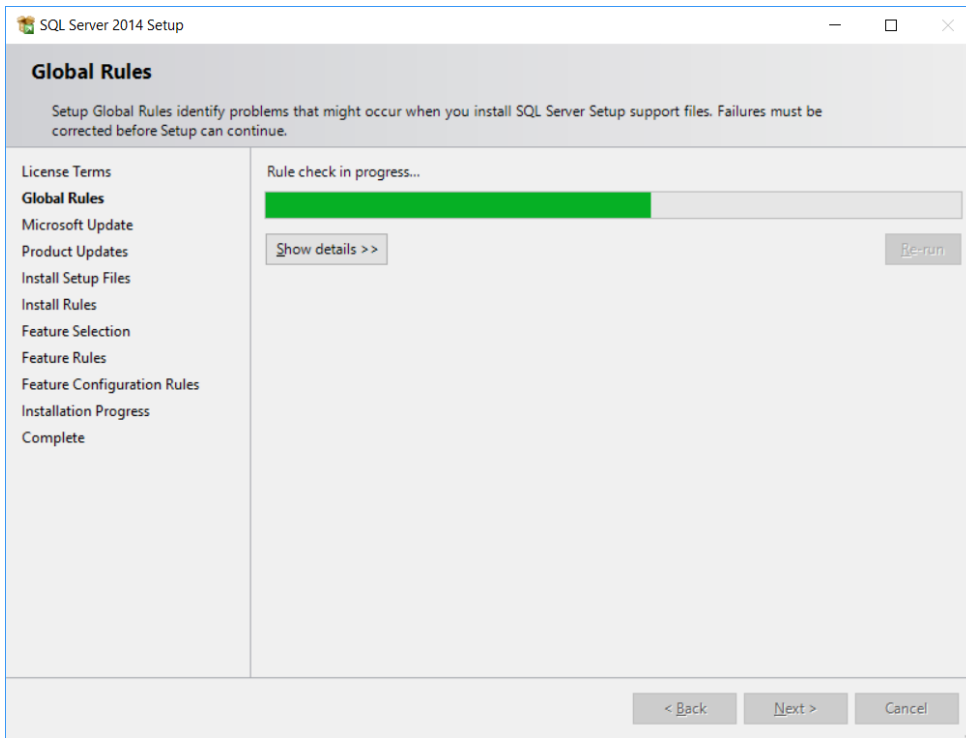 SQL Server 2014 Setup
Global Rules
Setup Global Rules identify problems that might occur when you install SQL Server Setup support files. Failures must be
corrected before Setup can continue.
License Terms
Global Rules
Microsoft Update
Product Updates
Install Setup Files
Install Rules
Feature Selection
Feature Rules
Feature Configuration Rules
Installation Progress
Complete
Rule check in progress...
Show details >>
Re-run
< Back
Next >
Cancel